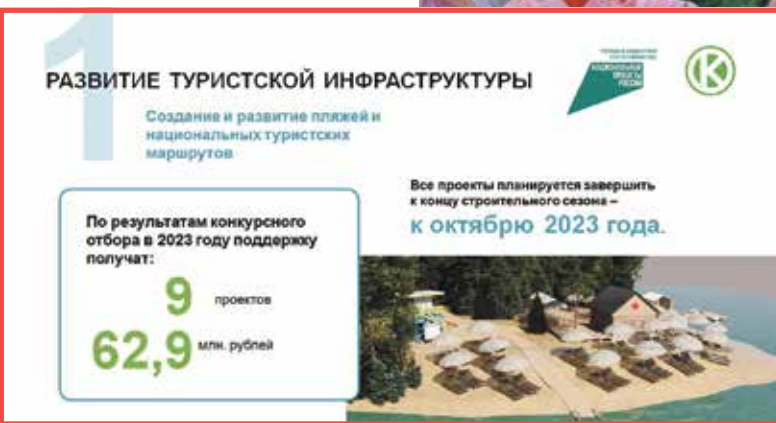 1
РАЗВИТИЕ ТУРИСТСКОЙ ИНФРАСТРУКТУРЫ
НАЦИОНАЛЬНЫЕ
ПРОЕКТЫ
РОССИИ
K
Создание и развитие пляжей и
национальных туристских
маршрутов
Все проекты планируется завершить
к концу строительного сезона –
к октябрю 2023 года.
По результатам конкурсного
отбора в 2023 году поддержку
получат:
9 проектов
62,9 млн. рублей